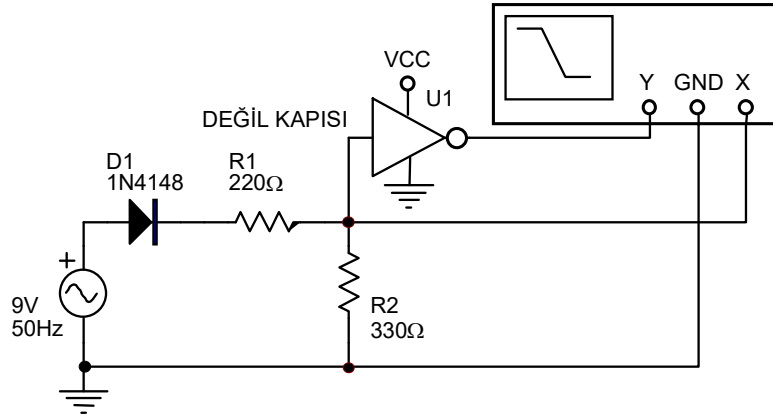 VCC
U1
Y GND X
DEĞİL KAPISI
D1
1N4148
R1
220Ω
+
9V
50Hz
R2
330Ω